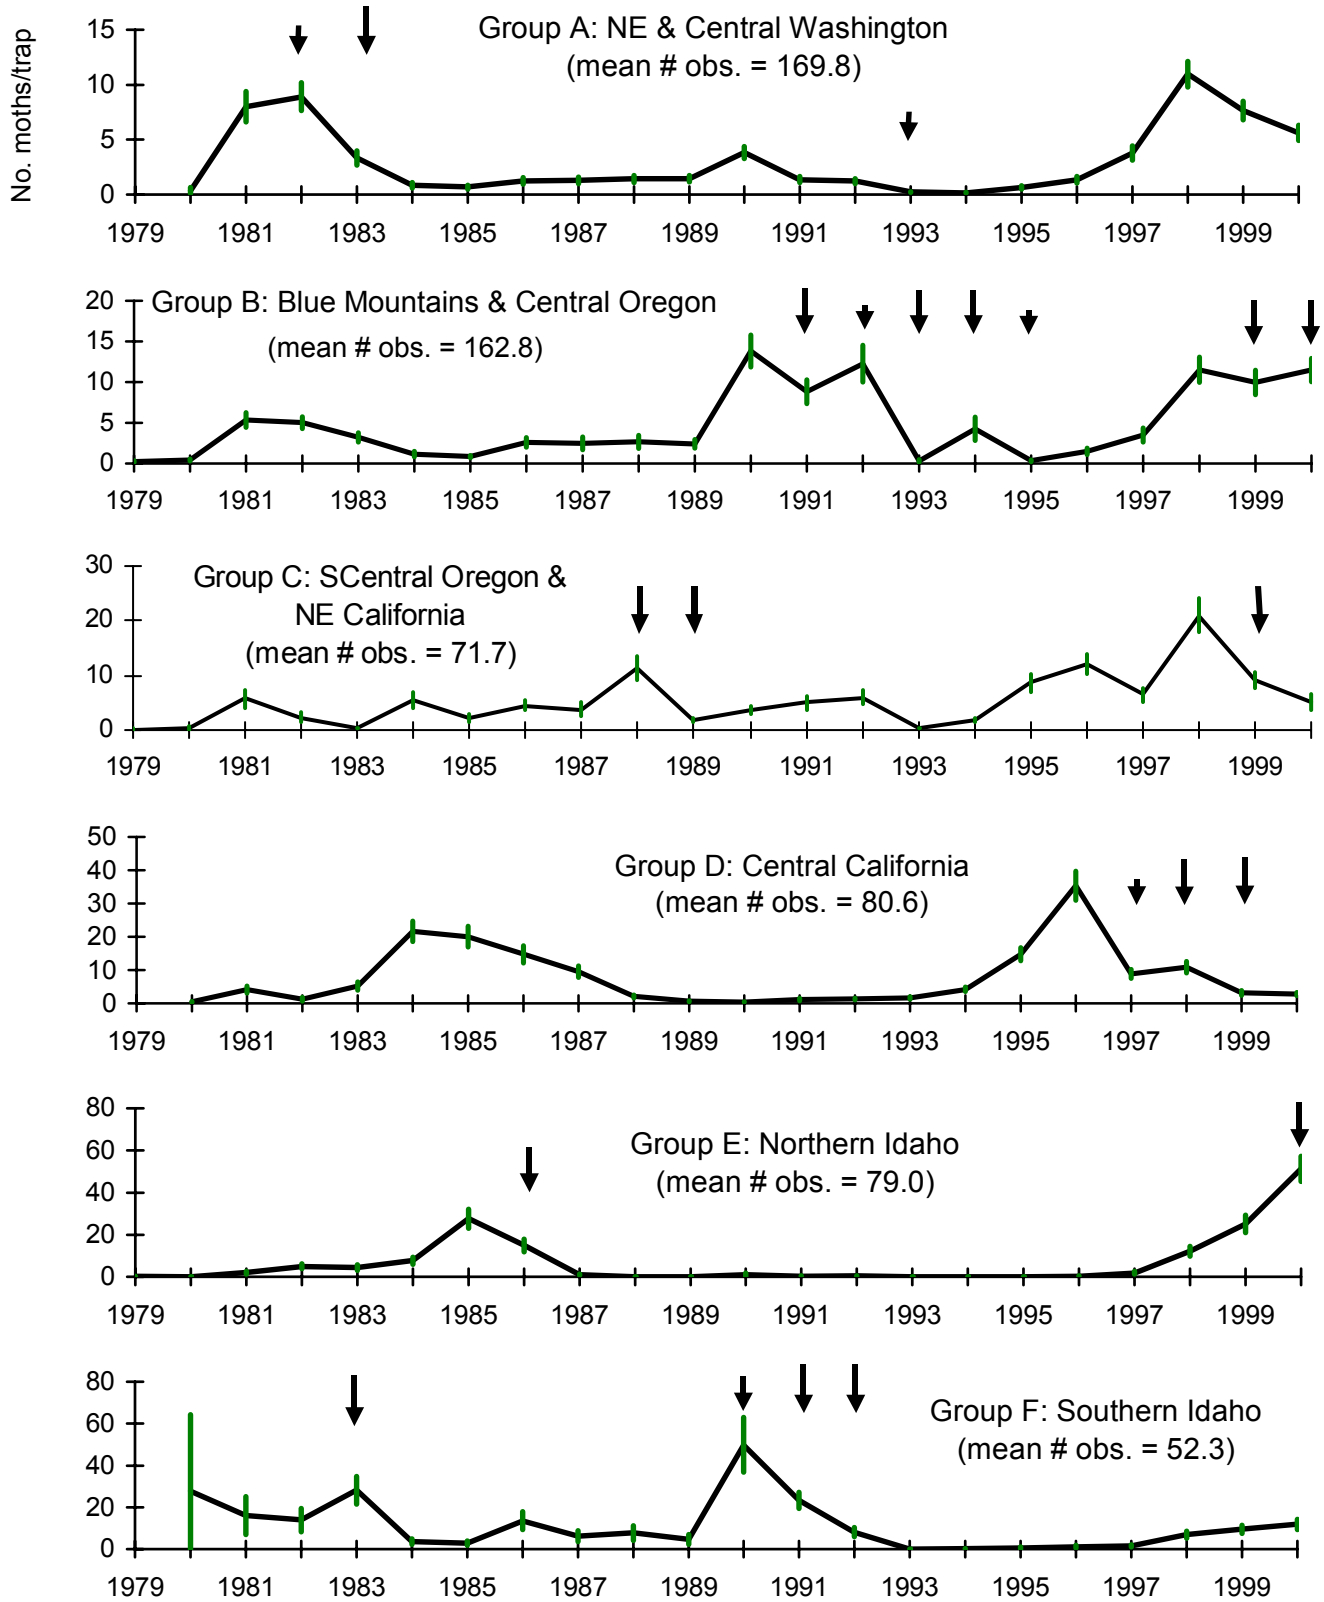 No. moths/trap
Group A: NE & Central Washington
(mean # obs. = 169.8)
15
10
5
0
1979 1981 1983 1985 1987 1989 1991 1993 1995 1997 1999
Group B: Blue Mountains & Central Oregon
(mean # obs. = 162.8)
20
15
10
5
0
1979 1981 1983 1985 1987 1989 1991 1993 1995 1997 1999
Group C: SCentral Oregon &
NE California
(mean # obs. = 71.7)
30
20
10
0
1979 1981 1983 1985 1987 1989 1991 1993 1995 1997 1999
Group D: Central California
(mean # obs. = 80.6)
50
40
30
20
10
0
1979 1981 1983 1985 1987 1989 1991 1993 1995 1997 1999
Group E: Northern Idaho
(mean # obs. = 79.0)
80
60
40
20
0
1979 1981 1983 1985 1987 1989 1991 1993 1995 1997 1999
Group F: Southern Idaho
(mean # obs. = 52.3)
80
60
40
20
0
1979 1981 1983 1985 1987 1989 1991 1993 1995 1997 1999